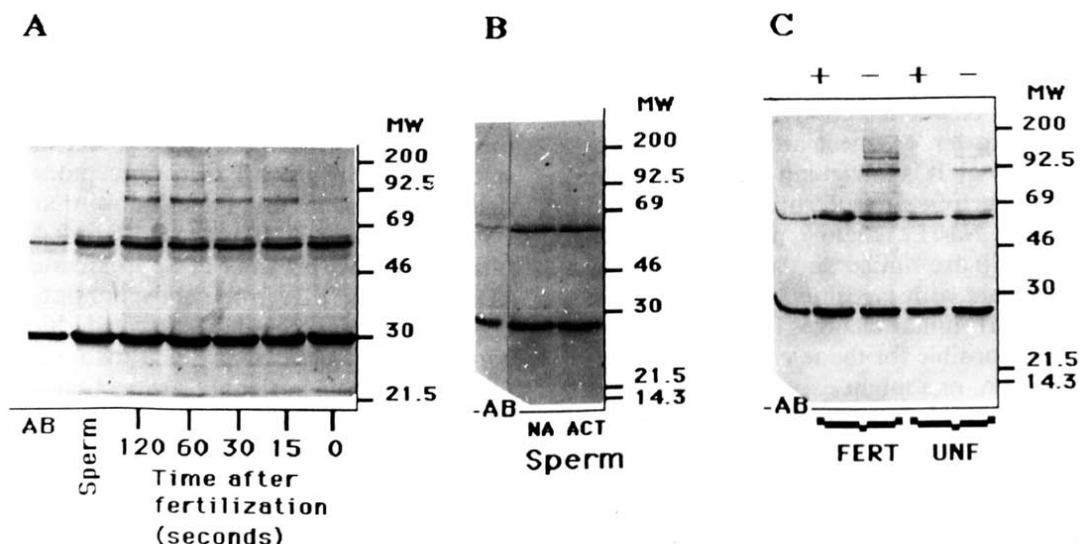 A
MW
200
92.5
69
46
30
21.5
AB
Sperm
120 60 30 15 0
Time after
fertilization
(seconds)
B
MW
200
92.5
69
46
30
21.5
14.3
-AB
NA ACT
Sperm
C
+ − + −
MW
200
92.5
69
46
30
21.5
14.3
-AB
FERT UNF